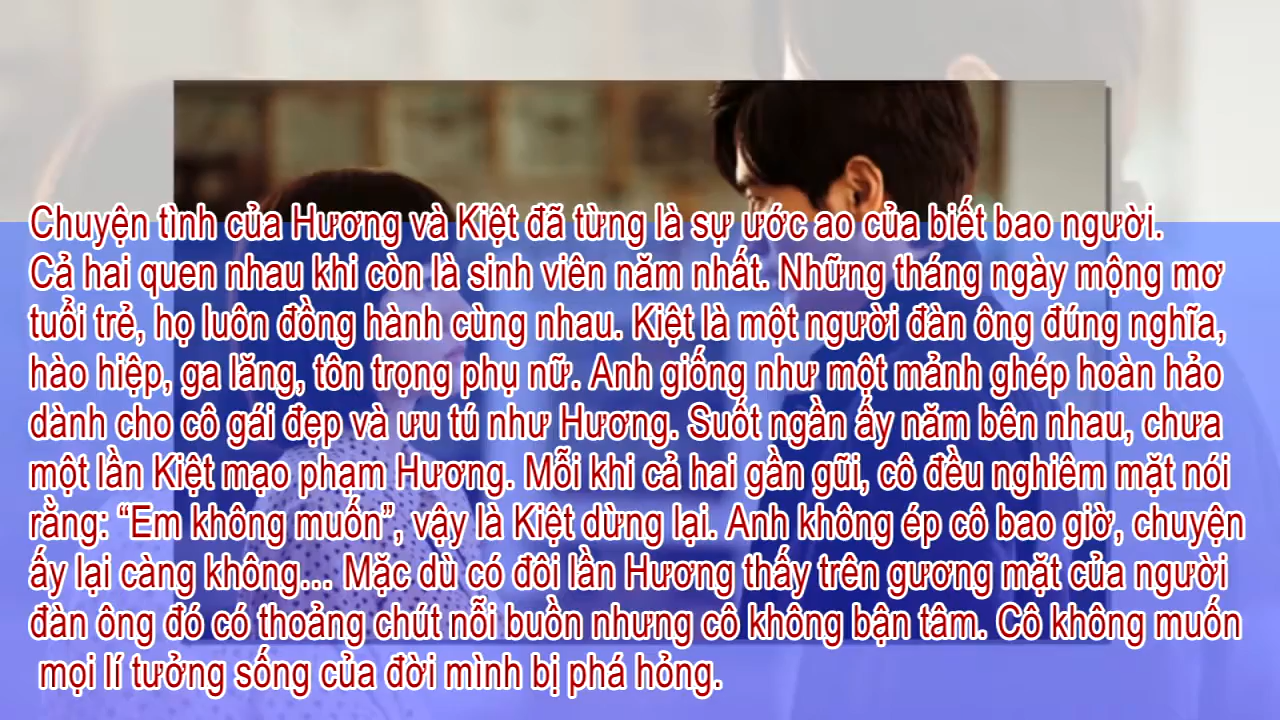 Chuyện tình của Hương và Kiệt đã từng là sự ước ao của biết bao người.
Cả hai quen nhau khi còn là sinh viên năm nhất. Những tháng ngày mộng mơ
tuổi trẻ, họ luôn đồng hành cùng nhau. Kiệt là một người đàn ông đúng nghĩa,
hào hiệp, ga lăng, tôn trọng phụ nữ. Anh giống như một mảnh ghép hoàn hảo
dành cho cô gái đẹp và ưu tú như Hương. Suốt ngần ấy năm bên nhau, chưa
một lần Kiệt mạo phạm Hương. Mỗi khi cả hai gần gũi, cô đều nghiêm mặt nói
rằng: “Em không muốn”, vậy là Kiệt dừng lại. Anh không ép cô bao giờ, chuyện
ấy lại càng không... Mặc dù có đôi lần Hương thấy trên gương mặt của người
đàn ông đó có thoảng chút nỗi buồn nhưng cô không bận tâm. Cô không muốn
mọi lí tưởng sống của đời mình bị phá hỏng.